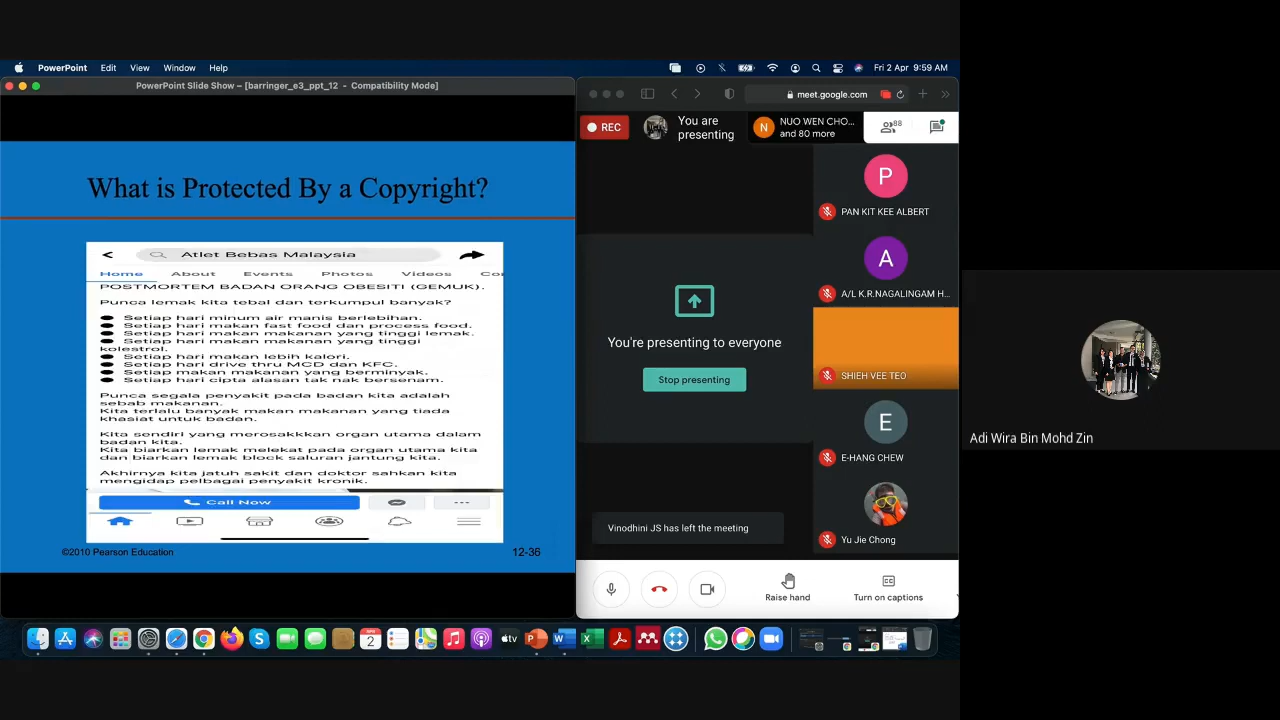 PowerPoint Edit View Window Help
Fri 2 Apr 9:59 AM
PowerPoint Slide Show – [barringer_e3_ppt_12 - Compatibility Mode]
What is Protected By a Copyright?
Atlet Bebas Malaysia
Home About Events Photos Videos Co
POSTMORTEM BADAN ORANG OBESITI (GEMUK).
Punca lemak kita tebal dan terkumpul banyak?
Setiap hari minum air manis berlebihan.
Setiap hari makan fast food dan process food.
Setiap hari makan makanan yang tinggi lemak.
Setiap hari makan makanan yang tinggi
kolestrol.
Setiap hari makan lebih kalori.
Setiap hari drive thru MCD dan KFC.
Setiap makan makanan yang berminyak.
Setiap hari cipta alasan tak nak bersenam.
Punca segala penyakit pada badan kita adalah
sebab makanan.
Kita terlalu banyak makan makanan yang tiada
khasiat untuk badan.
Kita sendiri yang merosakkkan organ utama dalam
badan kita.
Kita biarkan lemak melekat pada organ utama kita
dan biarkan lemak block saluran jantung kita.
Akhirnya kita jatuh sakit dan doktor sahkan kita
mengidap pelbagai penyakit kronik.
Call Now
©2010 Pearson Education
12-36
meet.google.com
REC
You are
presenting
N
NUO WEN CHO...
and 80 more
88
You're presenting to everyone
Stop presenting
Vinodhini JS has left the meeting
P
PAN KIT KEE ALBERT
A
A/L K.R.NAGALINGAM H...
SHIEH VEE TEO
E
E-HANG CHEW
Yu Jie Chong
Raise hand
Turn on captions
Adi Wira Bin Mohd Zin
APR
2
tv